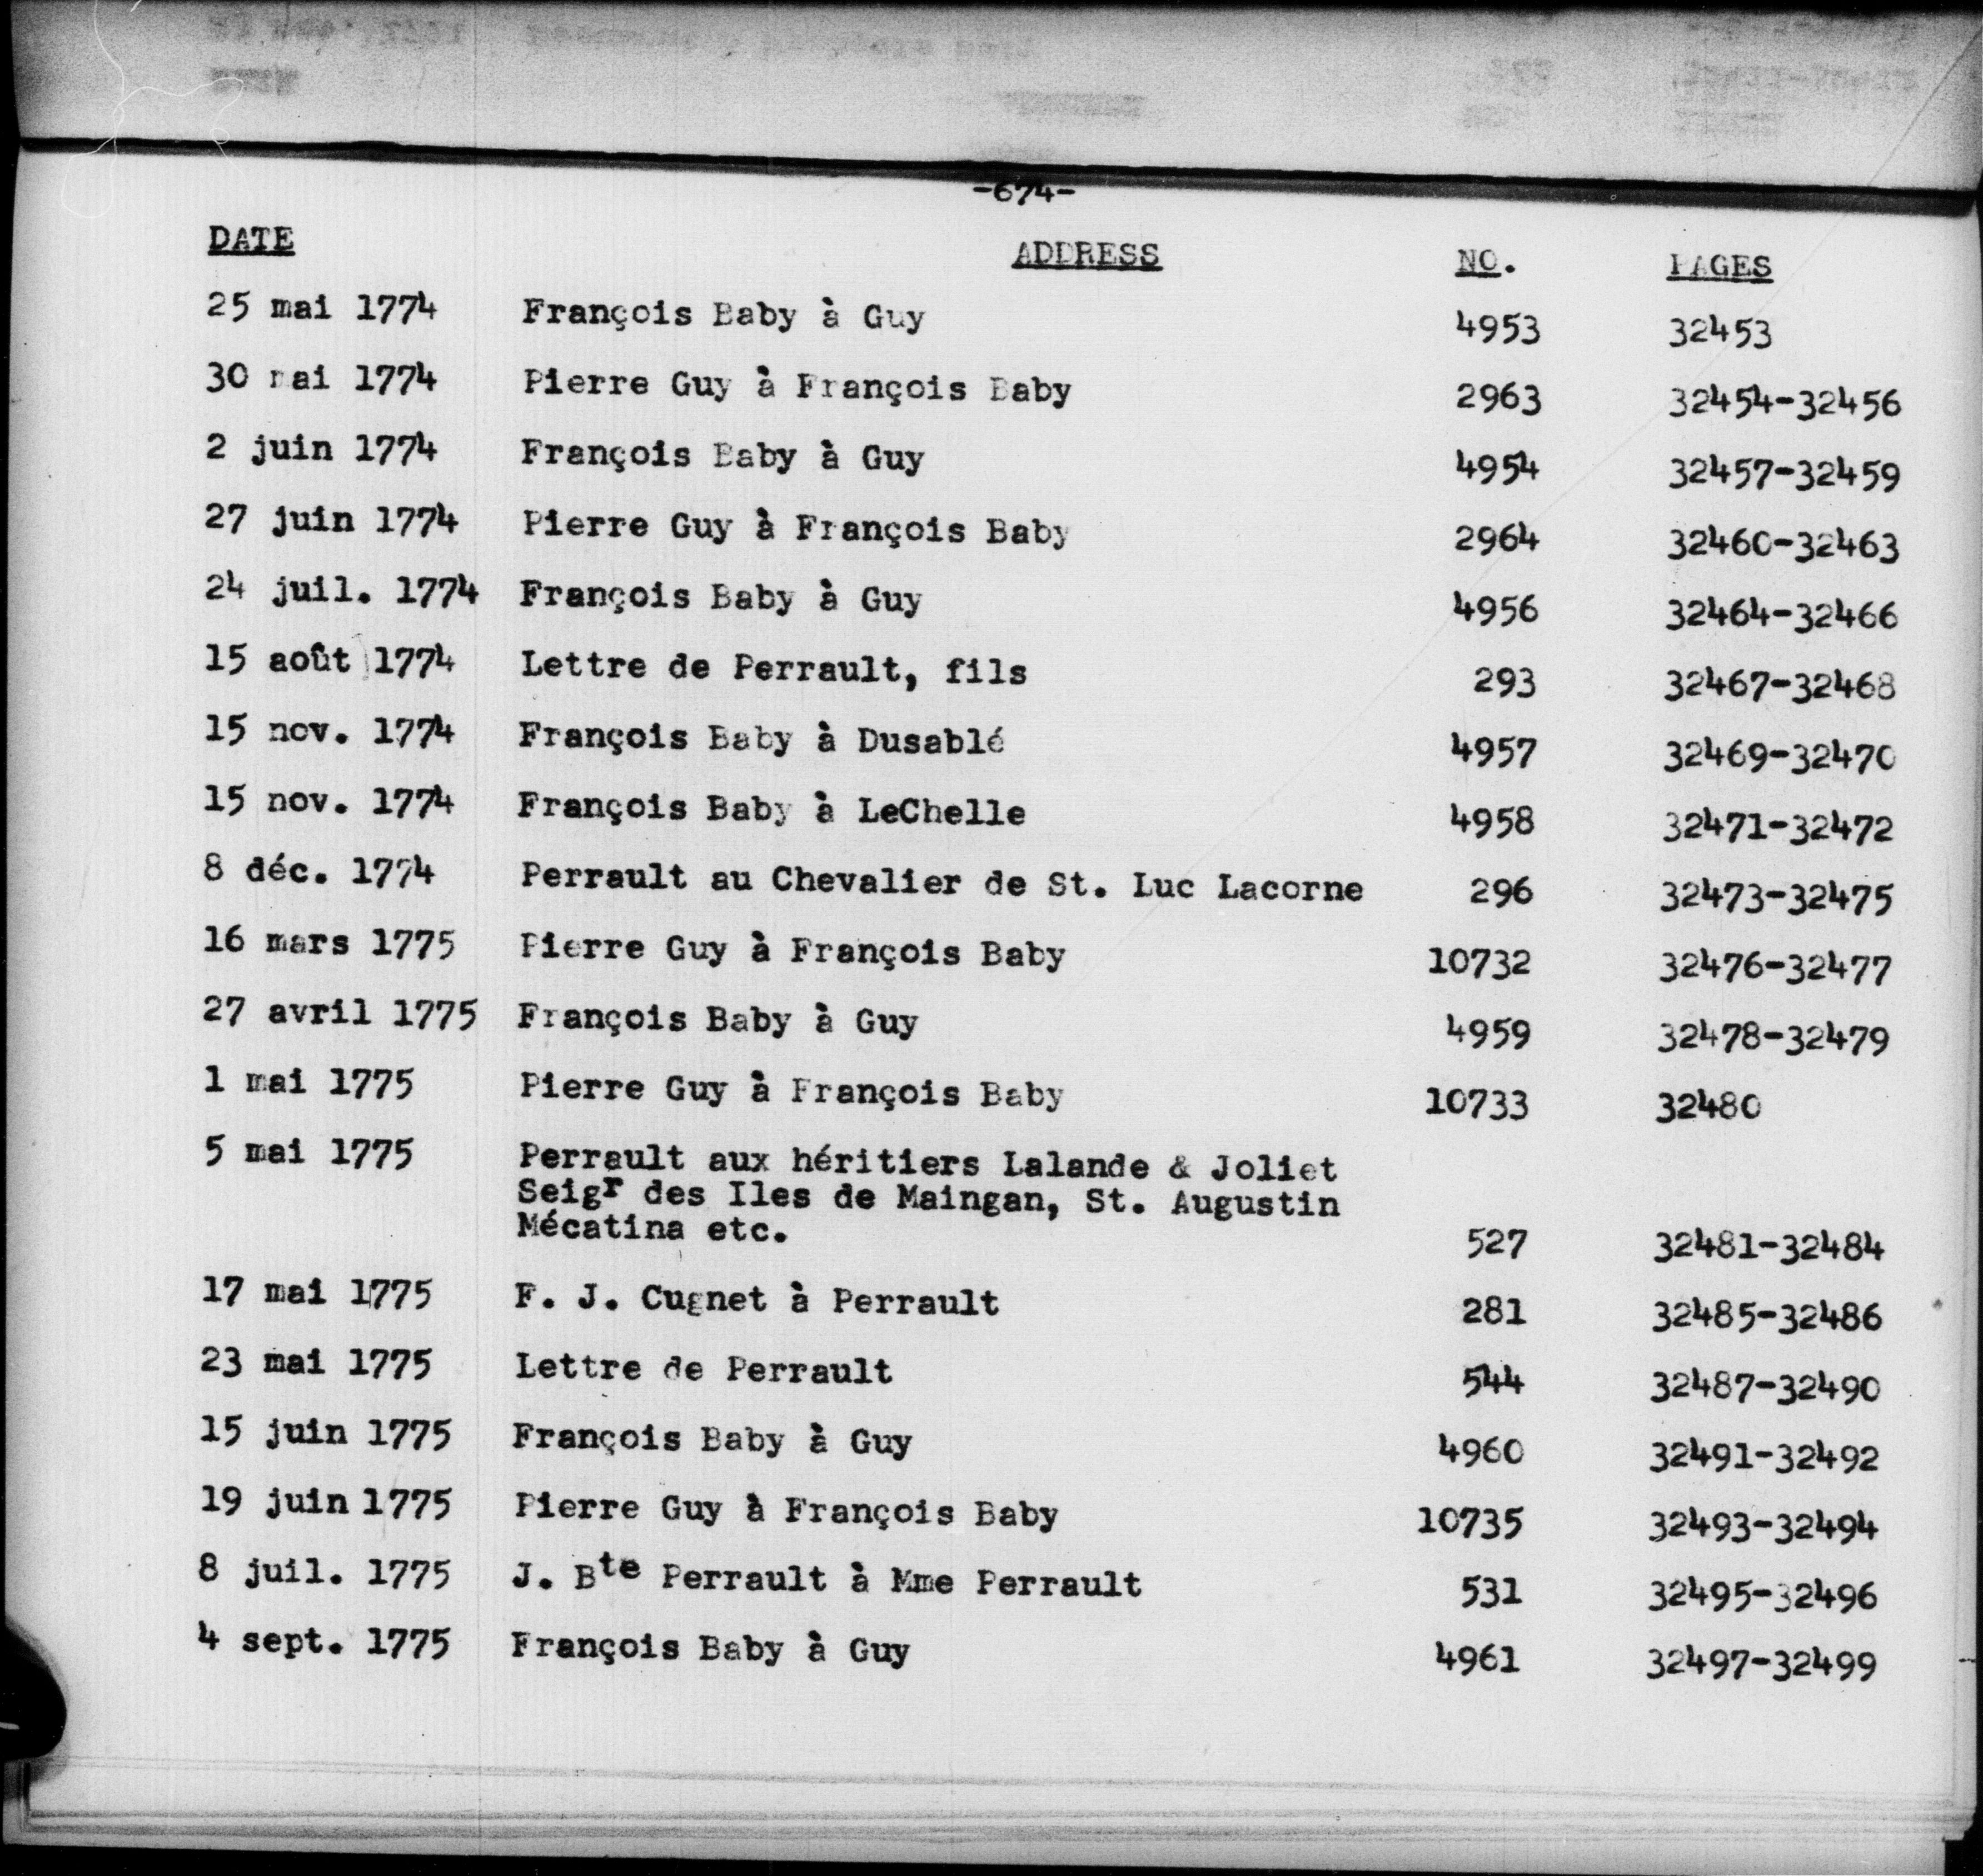 -674-
DATE ADDRESS NO. PAGES
25 mai 1774 François Baby à Guy 4953 32453
30 mai 1774 Pierre Guy à François Baby 2963 32454-32456
2 juin 1774 François Baby à Guy 4954 32457-32459
27 juin 1774 Pierre Guy à François Baby 2964 32460-32463
24 juil. 1774 François Baby à Guy 4956 32464-32466
15 août 1774 Lettre de Perrault, fils 293 32467-32468
15 nov. 1774 François Baby à Dusablé 4957 32469-32470
15 nov. 1774 François Baby à LeChelle 4958 32471-32472
8 déc. 1774 Perrault au Chevalier de St. Luc Lacorne 296 32473-32475
16 mars 1775 Pierre Guy à François Baby 10732 32476-32477
27 avril 1775 François Baby à Guy 4959 32478-32479
1 mai 1775 Pierre Guy à François Baby 10733 32480
5 mai 1775 Perrault aux héritiers Lalande & Joliet
Seigr des Iles de Maingan, St. Augustin
Mécatina etc. 527 32481-32484
17 mai 1775 F. J. Cugnet à Perrault 281 32485-32486
23 mai 1775 Lettre de Perrault 544 32487-32490
15 juin 1775 François Baby à Guy 4960 32491-32492
19 juin 1775 Pierre Guy à François Baby 10735 32493-32494
8 juil. 1775 J. Bte Perrault à Mme Perrault 531 32495-32496
4 sept. 1775 François Baby à Guy 4961 32497-32499